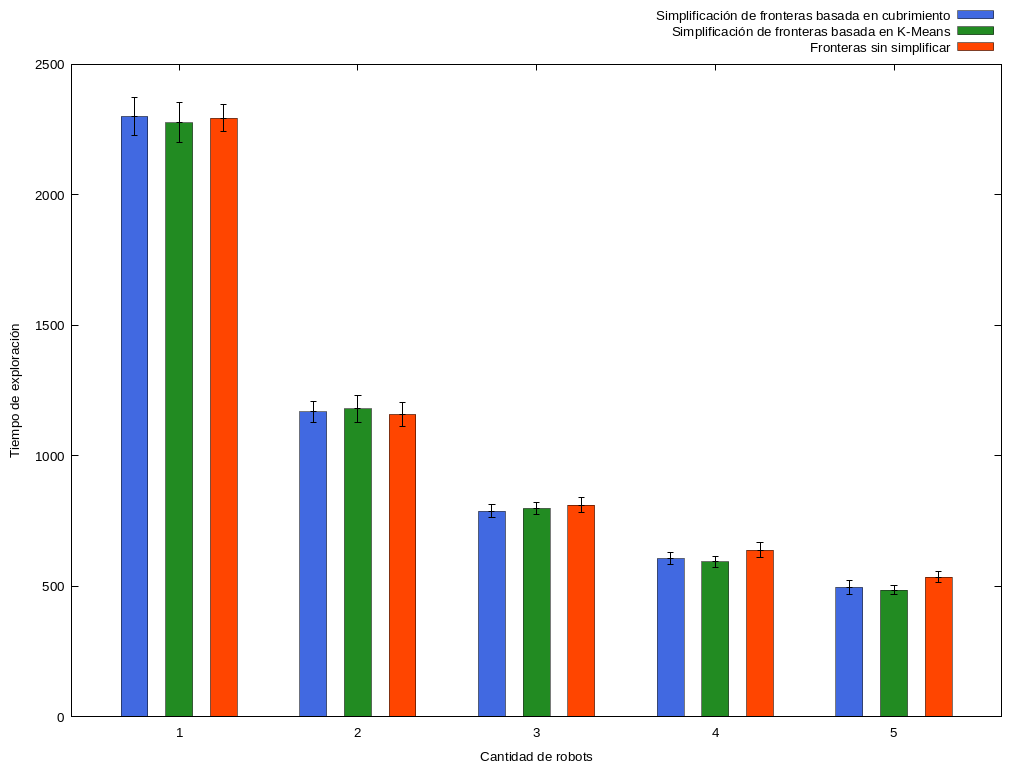 Simplificación de fronteras basada en cubrimiento
Simplificación de fronteras basada en K-Means
Fronteras sin simplificar
2500
2000
1500
1000
500
0
Tiempo de exploración
1 2 3 4 5
Cantidad de robots